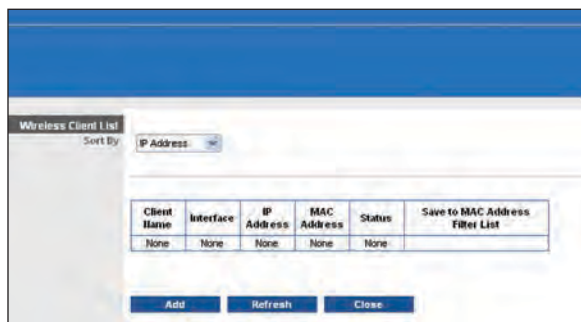 Wireless Client List
Sort By
IP Address
Client Name Interface IP Address MAC Address Status Save to MAC Address Filter List
None None None None None
Add Refresh Close